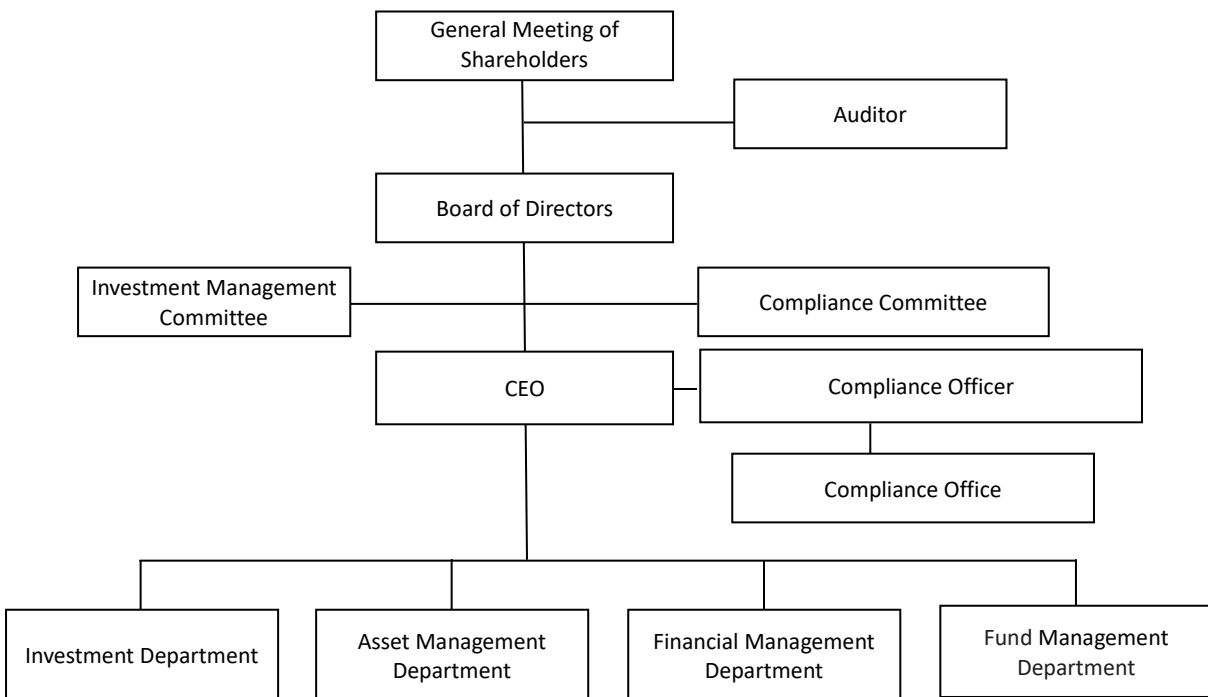 General Meeting of
Shareholders
Auditor
Board of Directors
Investment Management
Committee
Compliance Committee
CEO
Compliance Officer
Compliance Office
Investment Department
Asset Management
Department
Financial Management
Department
Fund Management
Department